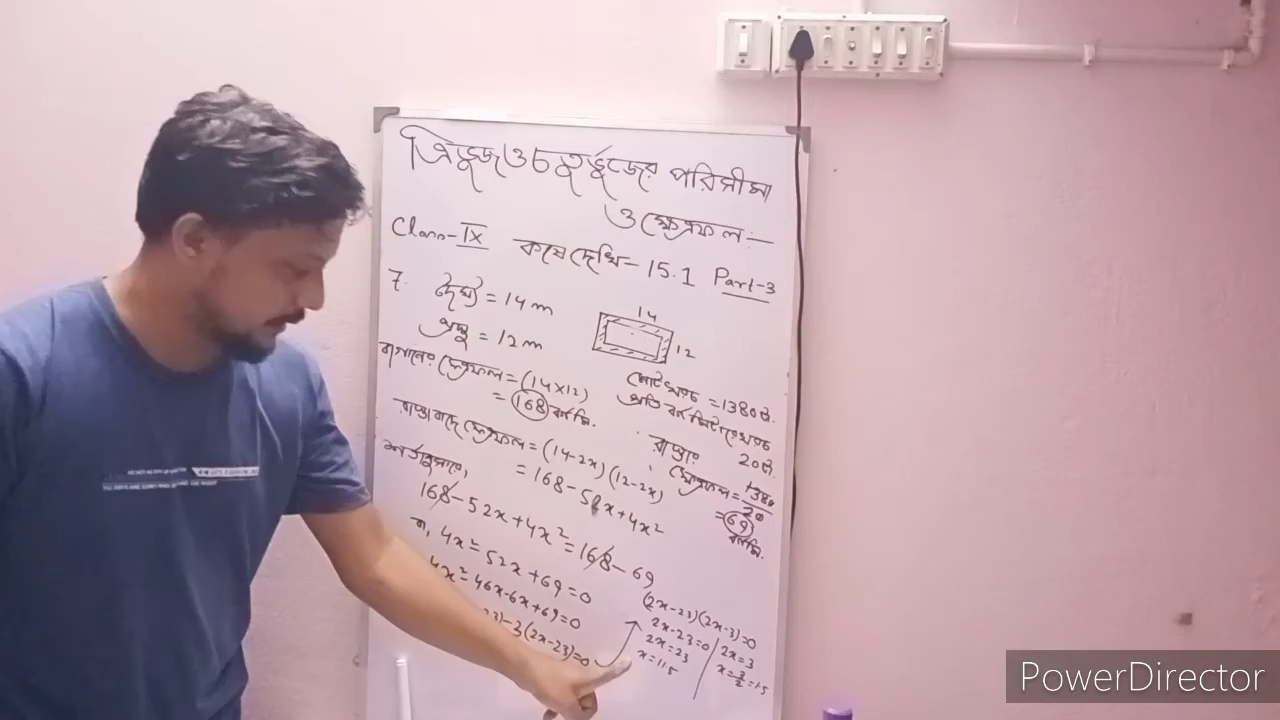 ত্রিভুজ ও চতুর্ভুজের পরিসীমা
ও ক্ষেত্রফল :—
Class-IX কষে দেখি-15.1 Part-3
7. দৈর্ঘ্য = 14 m
প্রস্থ = 12 m
14
12
বাগানের ক্ষেত্রফল = (14×12)
= 168 বর্গমি.
রাস্তা বাদে ক্ষেত্রফল = (14-2x)(12-2x)
= 168-52x+4x²
শর্তানুসারে,
168-52x+4x² = 168-69
বা, 4x² = 52x+69=0
4x² = 46x-6x+69=0
-3(2x-23)=0
মোট খরচ = 1380 টা.
প্রতি বর্গমিটারে খরচ
20 টা.
রাস্তার
ক্ষেত্রফল = 1380/20
= 69
বর্গমি.
(2x-23)(2x-3)=0
2x-23=0
2x=23
x=11.5
2x=3
x=3/2=1.5
PowerDirector